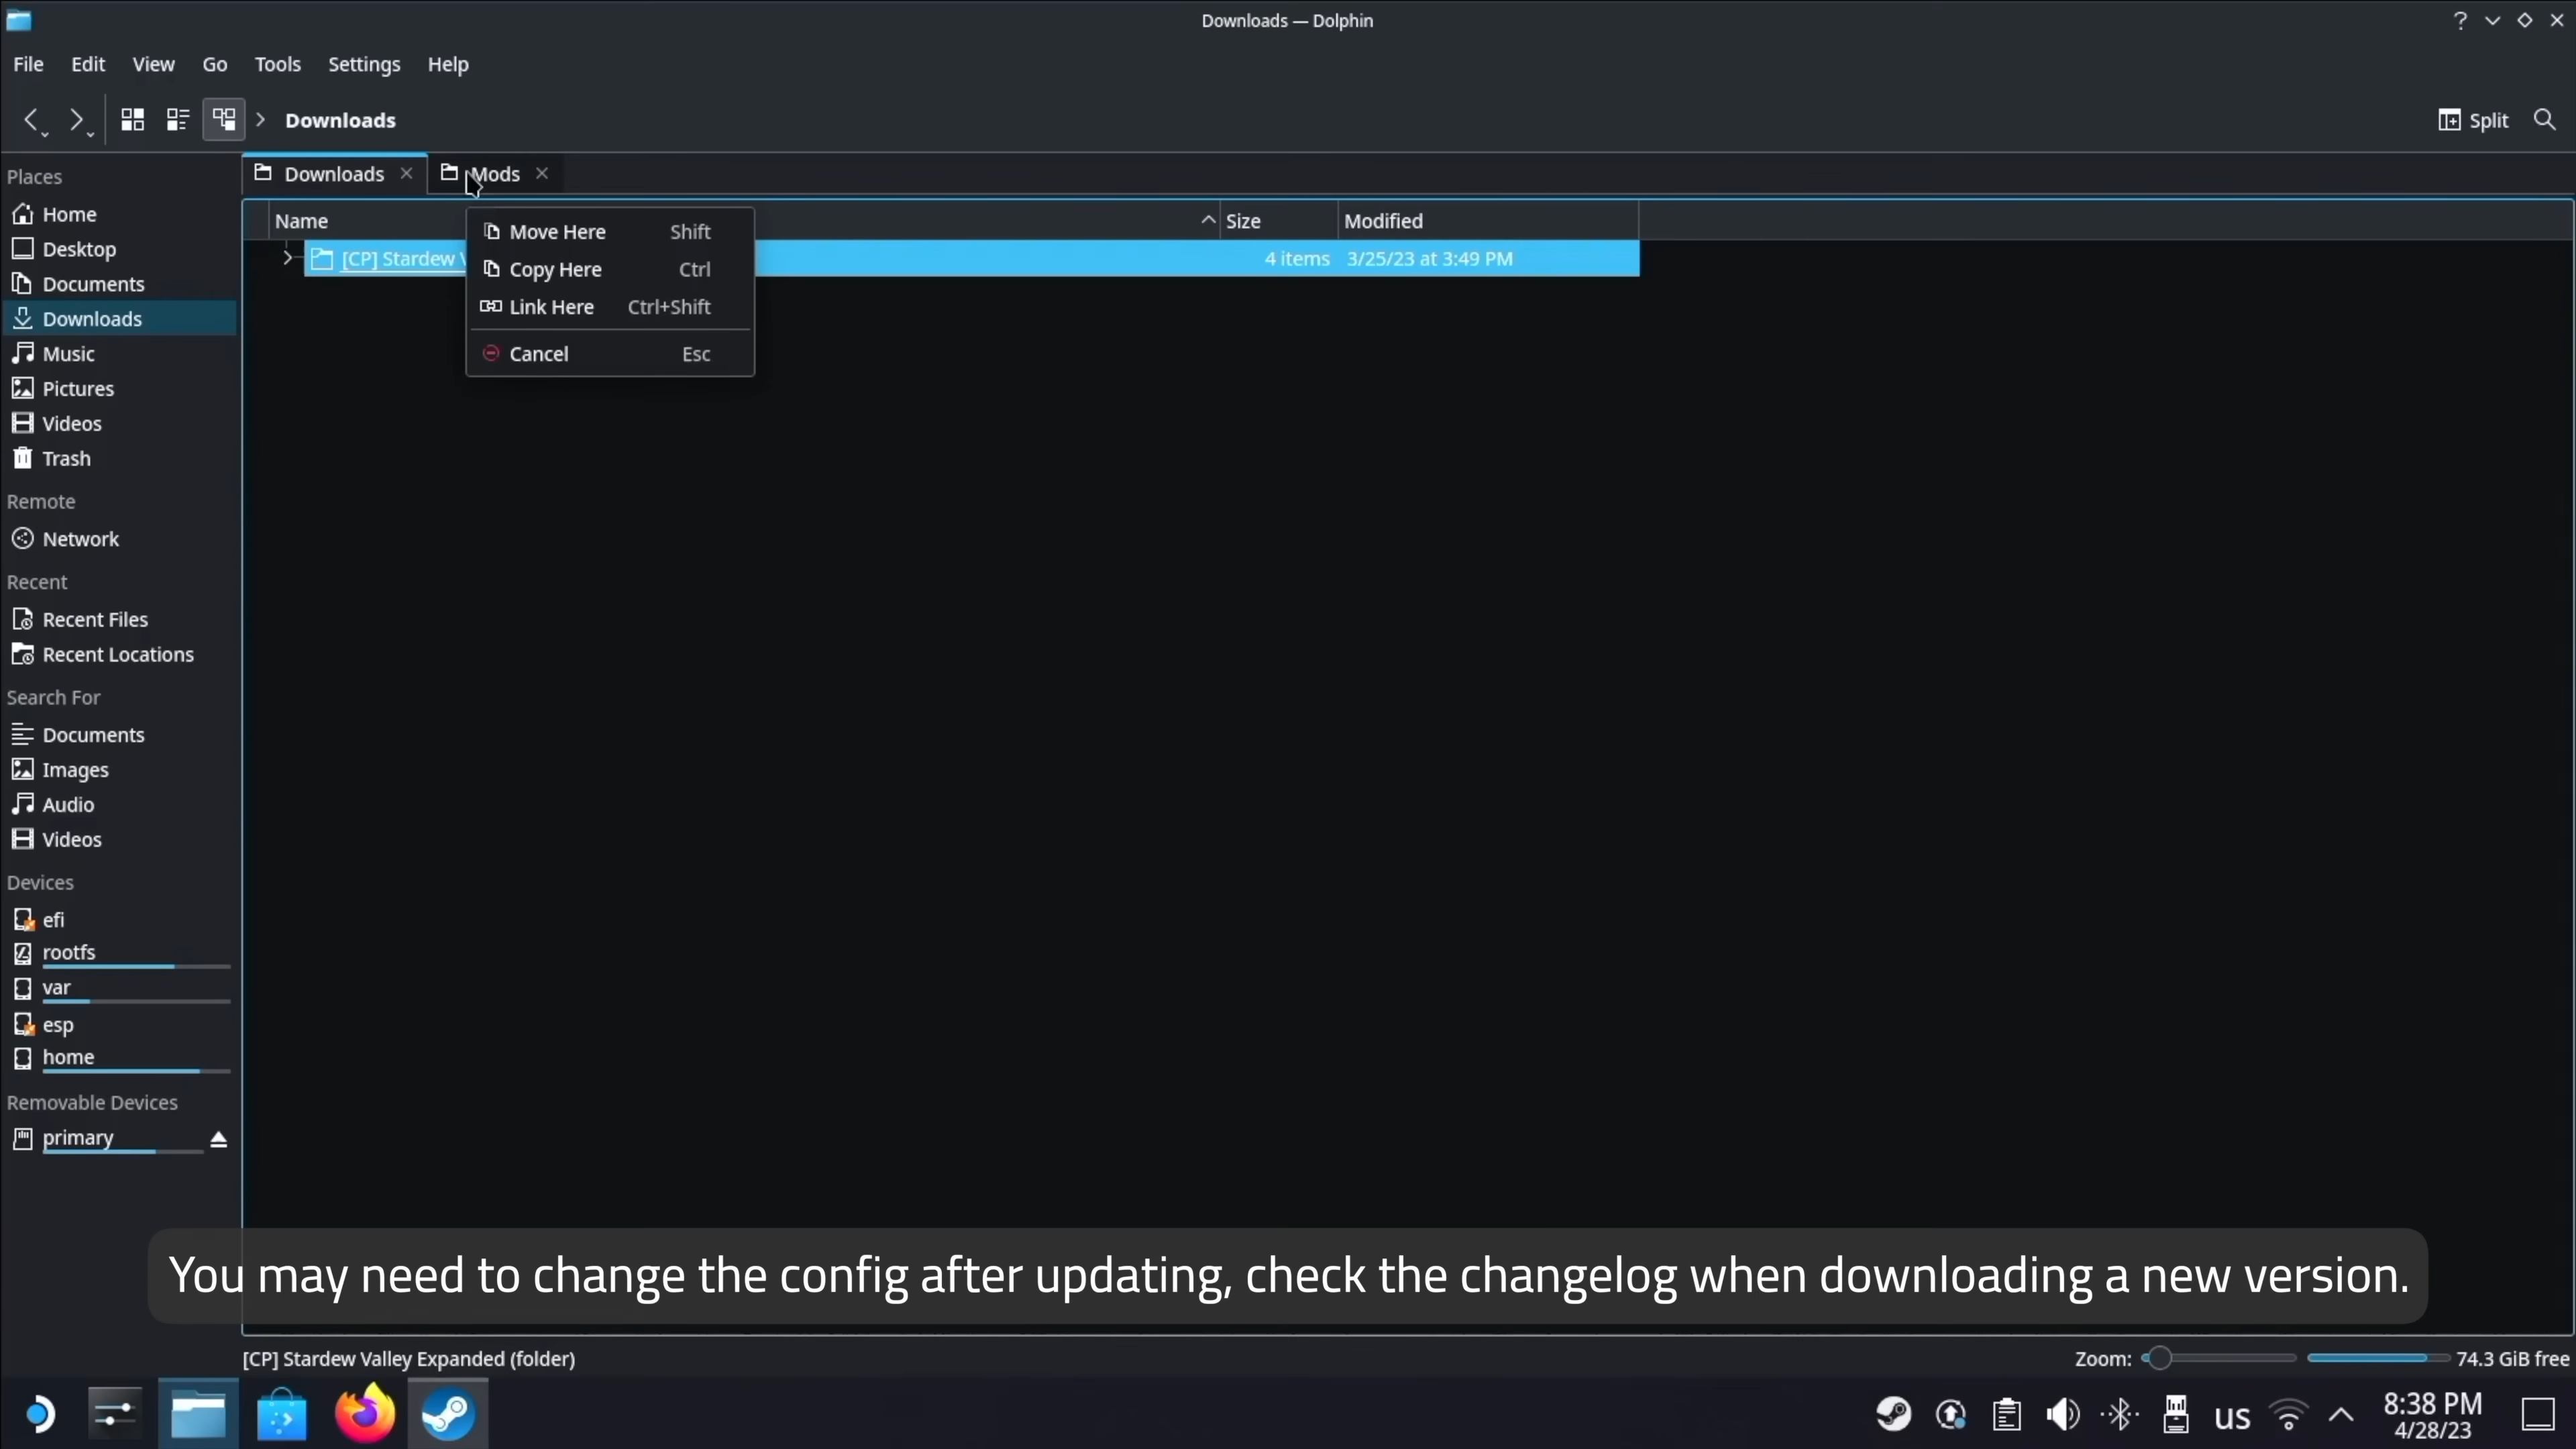 Downloads — Dolphin
File Edit View Go Tools Settings Help
Downloads
Split
Places
Home
Desktop
Documents
Downloads
Music
Pictures
Videos
Trash
Remote
Network
Recent
Recent Files
Recent Locations
Search For
Documents
Images
Audio
Videos
Devices
efi
rootfs
var
esp
home
Removable Devices
primary
Downloads Mods
Name Size Modified
[CP] Stardew V 4 items 3/25/23 at 3:49 PM
Move Here Shift
Copy Here Ctrl
Link Here Ctrl+Shift
Cancel Esc
You may need to change the config after updating, check the changelog when downloading a new version.
[CP] Stardew Valley Expanded (folder) Zoom: 74.3 GiB free
us
8:38 PM
4/28/23